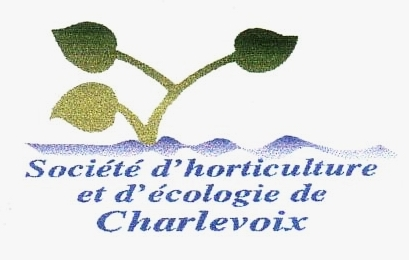 Société d'horticulture
et d'écologie de
Charlevoix